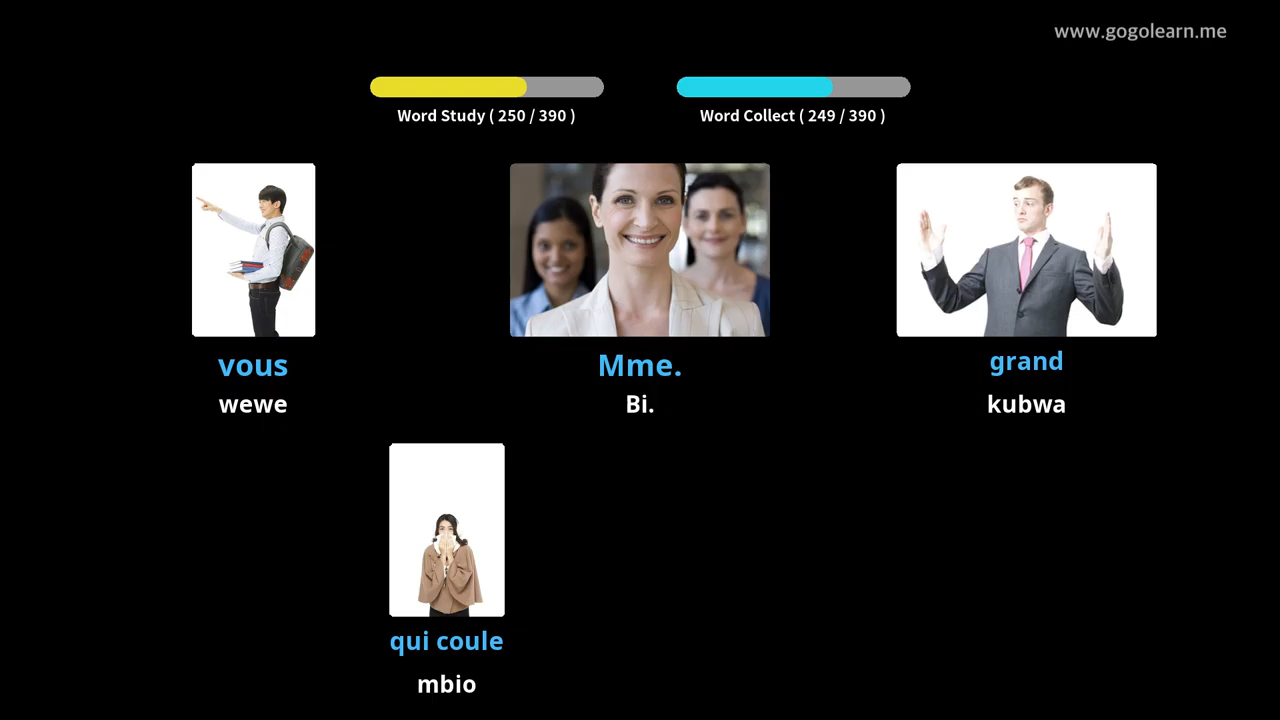 www.gogolearn.me
Word Study ( 250 / 390 )
Word Collect ( 249 / 390 )
vous
wewe
Mme.
Bi.
grand
kubwa
qui coule
mbio